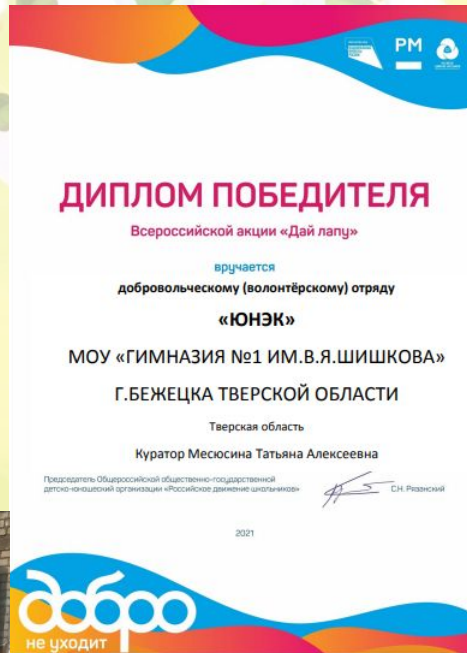 РМ
ДИПЛОМ ПОБЕДИТЕЛЯ
Всероссийской акции «Дай лапу»
вручается
добровольческому (волонтёрскому) отряду
«ЮНЭК»
МОУ «ГИМНАЗИЯ №1 ИМ.В.Я.ШИШКОВА»
Г.БЕЖЕЦКА ТВЕРСКОЙ ОБЛАСТИ
Тверская область
Куратор Месюсина Татьяна Алексеевна
Председатель Общероссийской общественно-государственной
детско-юношеской организации «Российское движение школьников»
С.Н. Рязанский
2021
добро
не уходит